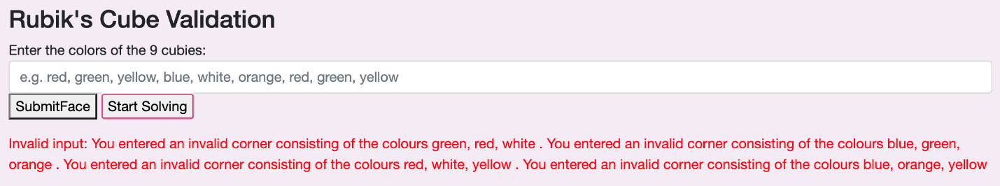 Rubik's Cube Validation
Enter the colors of the 9 cubies:
e.g. red, green, yellow, blue, white, orange, red, green, yellow
SubmitFace Start Solving
Invalid input: You entered an invalid corner consisting of the colours green, red, white . You entered an invalid corner consisting of the colours blue, green,
orange . You entered an invalid corner consisting of the colours red, white, yellow . You entered an invalid corner consisting of the colours blue, orange, yellow